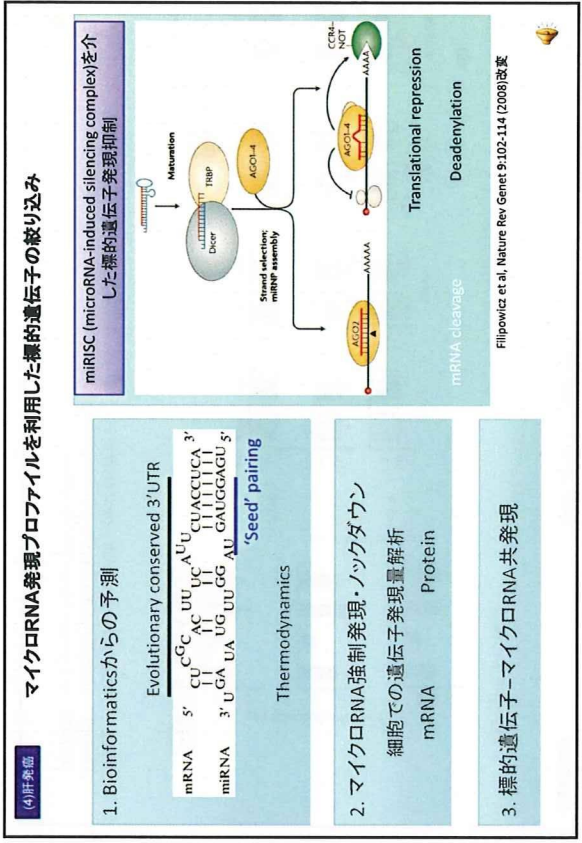 (4)肝発癌
マイクロRNA発現プロファイルを利用した標的遺伝子の絞り込み
1. Bioinformaticsからの予測
Evolutionary conserved 3'UTR
mRNA 5' CU CGC AC UU UC AUU CUACCUCA 3'
miRNA 3' U GA UA UG UU GG AU GAUGGAGU 5'
'Seed' pairing
Thermodynamics
2. マイクロRNA強制発現・ノックダウン
細胞での遺伝子発現量解析
mRNA Protein
3. 標的遺伝子−マイクロRNA共発現
miRISC (microRNA-induced silencing complex)を介
した標的遺伝子発現抑制
Maturation
Dicer
TRBP
AGO1-4
Strand selection;
miRNP assembly
AGO2
AAAAA
AGO1-4
AAAA
CCR4–
NOT
mRNA cleavage
Translational repression
Deadenylation
Filipowicz et al, Nature Rev Genet 9:102-114 (2008)改変